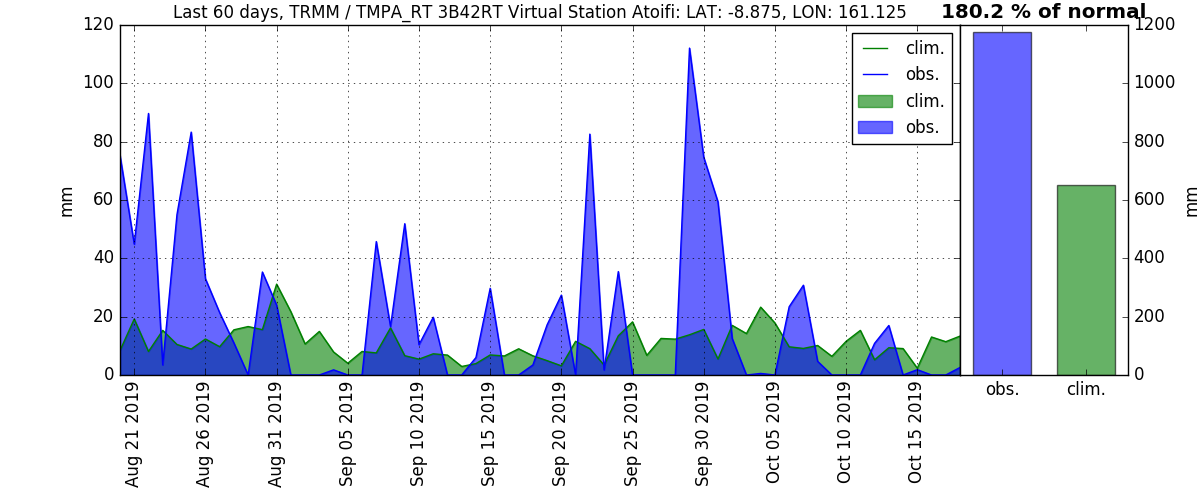 Last 60 days, TRMM / TMPA_RT 3B42RT Virtual Station Atoifi: LAT: -8.875, LON: 161.125
180.2 % of normal
120
100
80
60
40
20
0
mm
clim.
obs.
clim.
obs.
1200
1000
800
600
400
200
0
mm
obs.
clim.
Aug 21 2019
Aug 26 2019
Aug 31 2019
Sep 05 2019
Sep 10 2019
Sep 15 2019
Sep 20 2019
Sep 25 2019
Sep 30 2019
Oct 05 2019
Oct 10 2019
Oct 15 2019